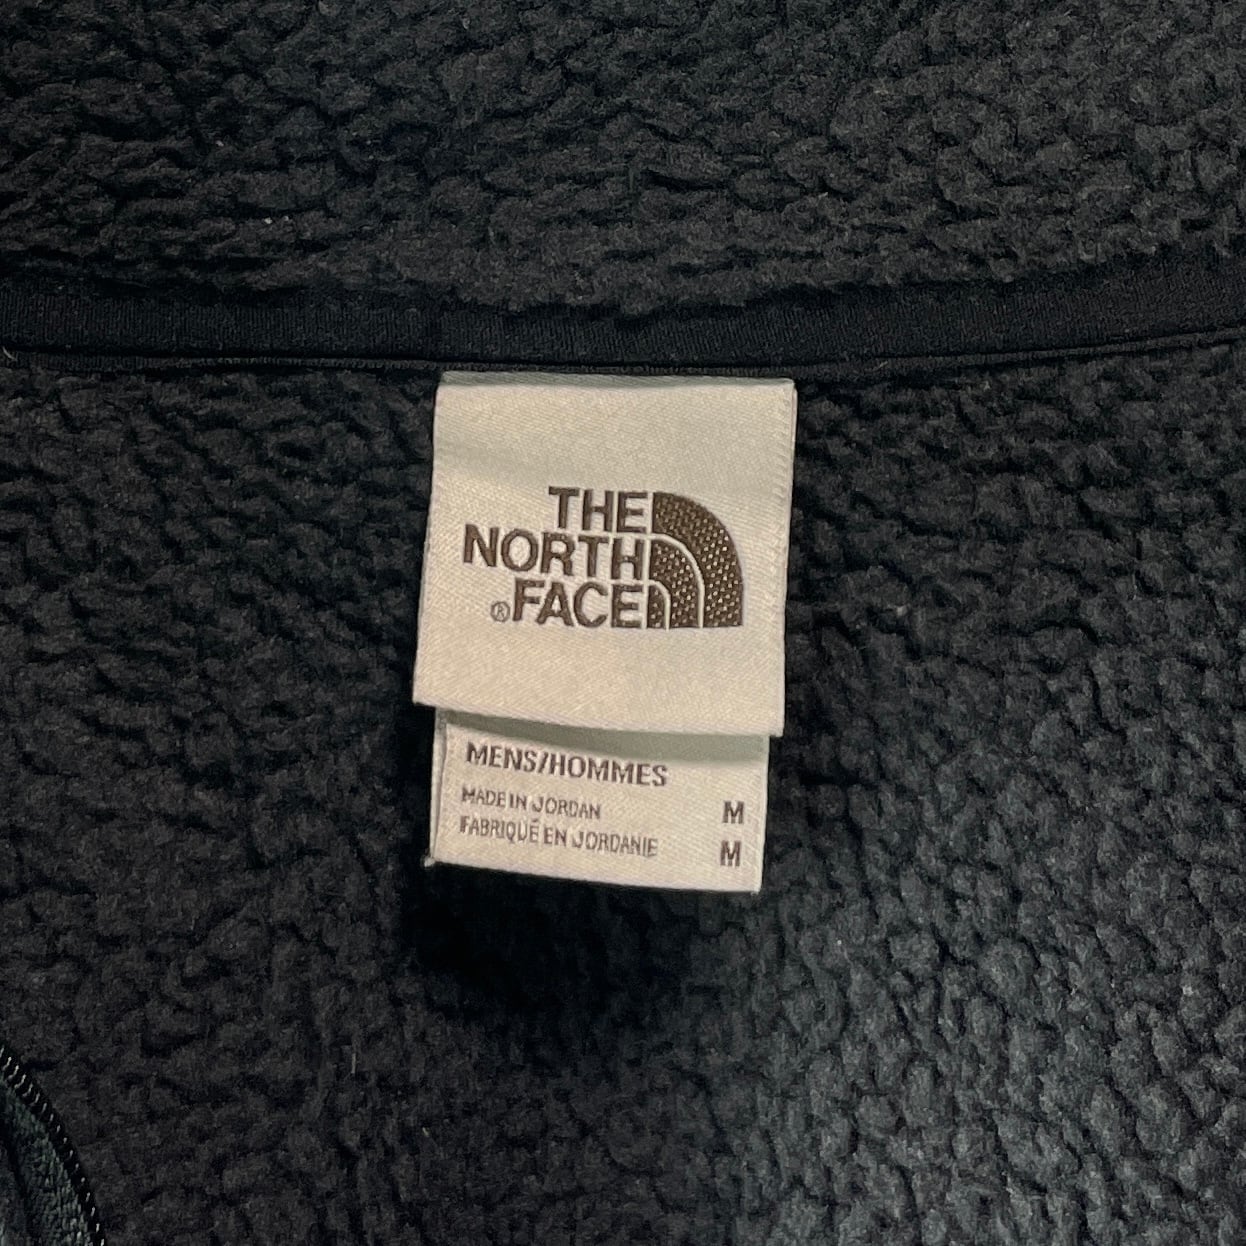 THE
NORTH
®FACE
MENS/HOMMES
MADE IN JORDAN M
FABRIQUÉ EN JORDANIE M